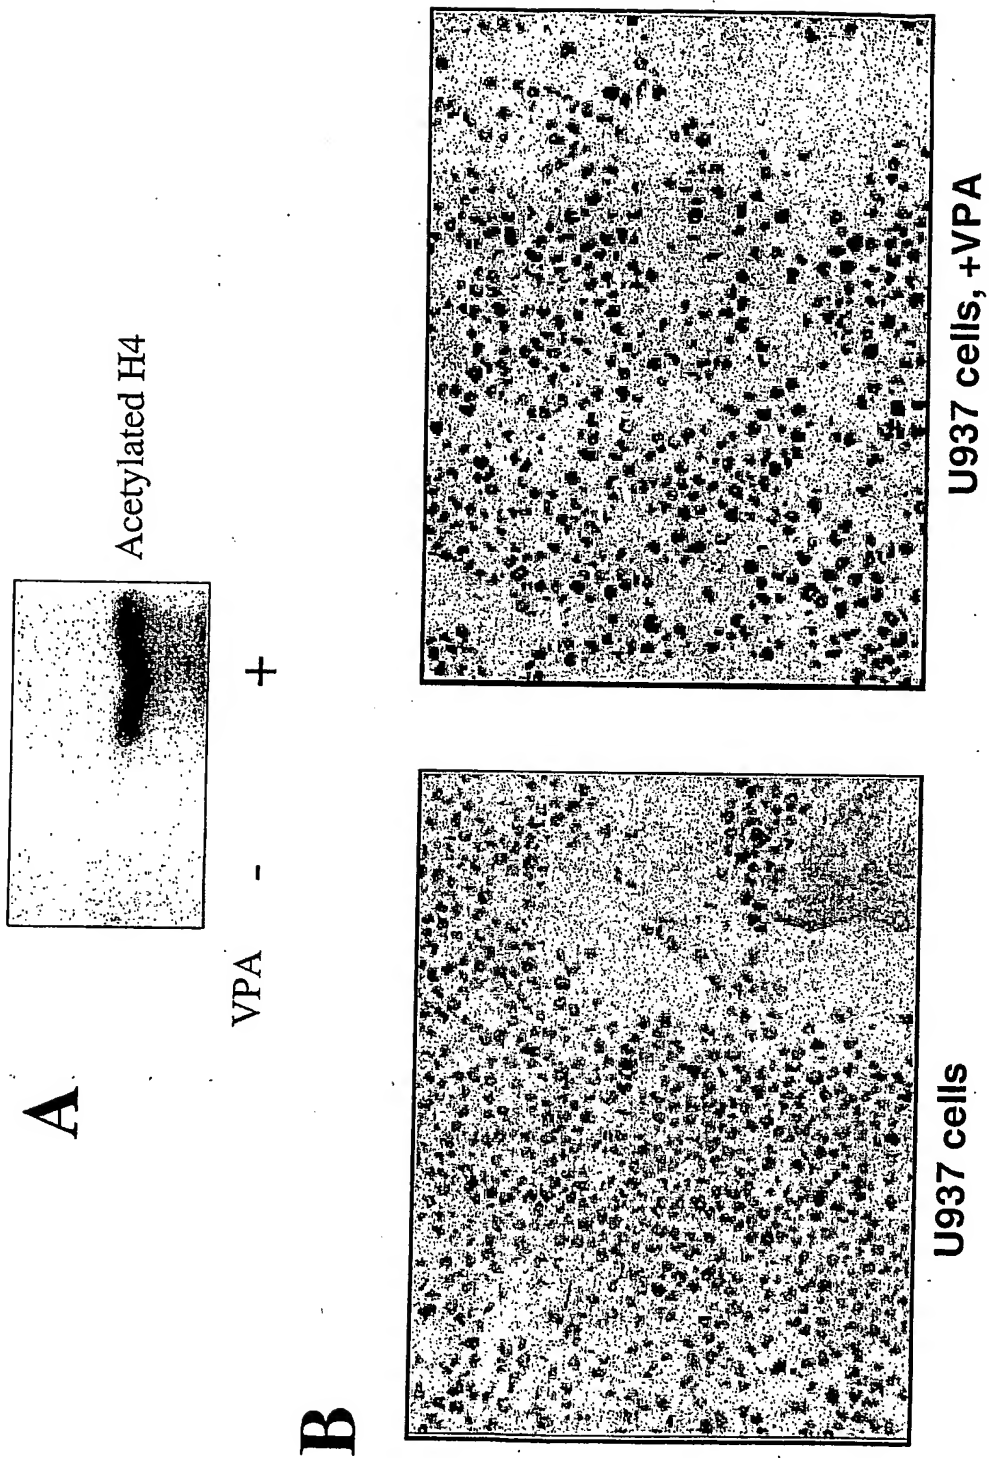 A
Acetylated H4
VPA - +
B
U937 cells
U937 cells, +VPA